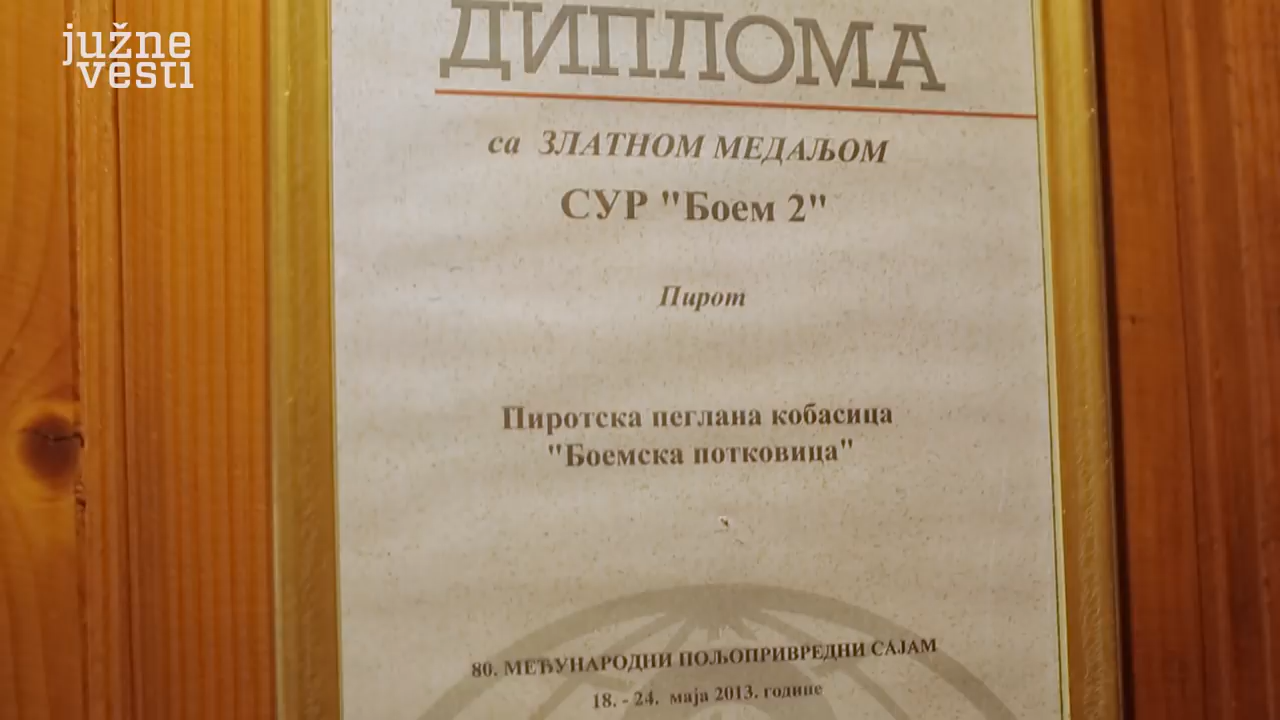 južne
vesti
ДИПЛОМА
са ЗЛАТНОМ МЕДАЉОМ
СУР "Боем 2"
Пирот
Пиротска пеглана кобасица
"Боемска потковица"
80. МЕЂУНАРОДНИ ПОЉОПРИВРЕДНИ САЈАМ
18. - 24. маја 2013. године